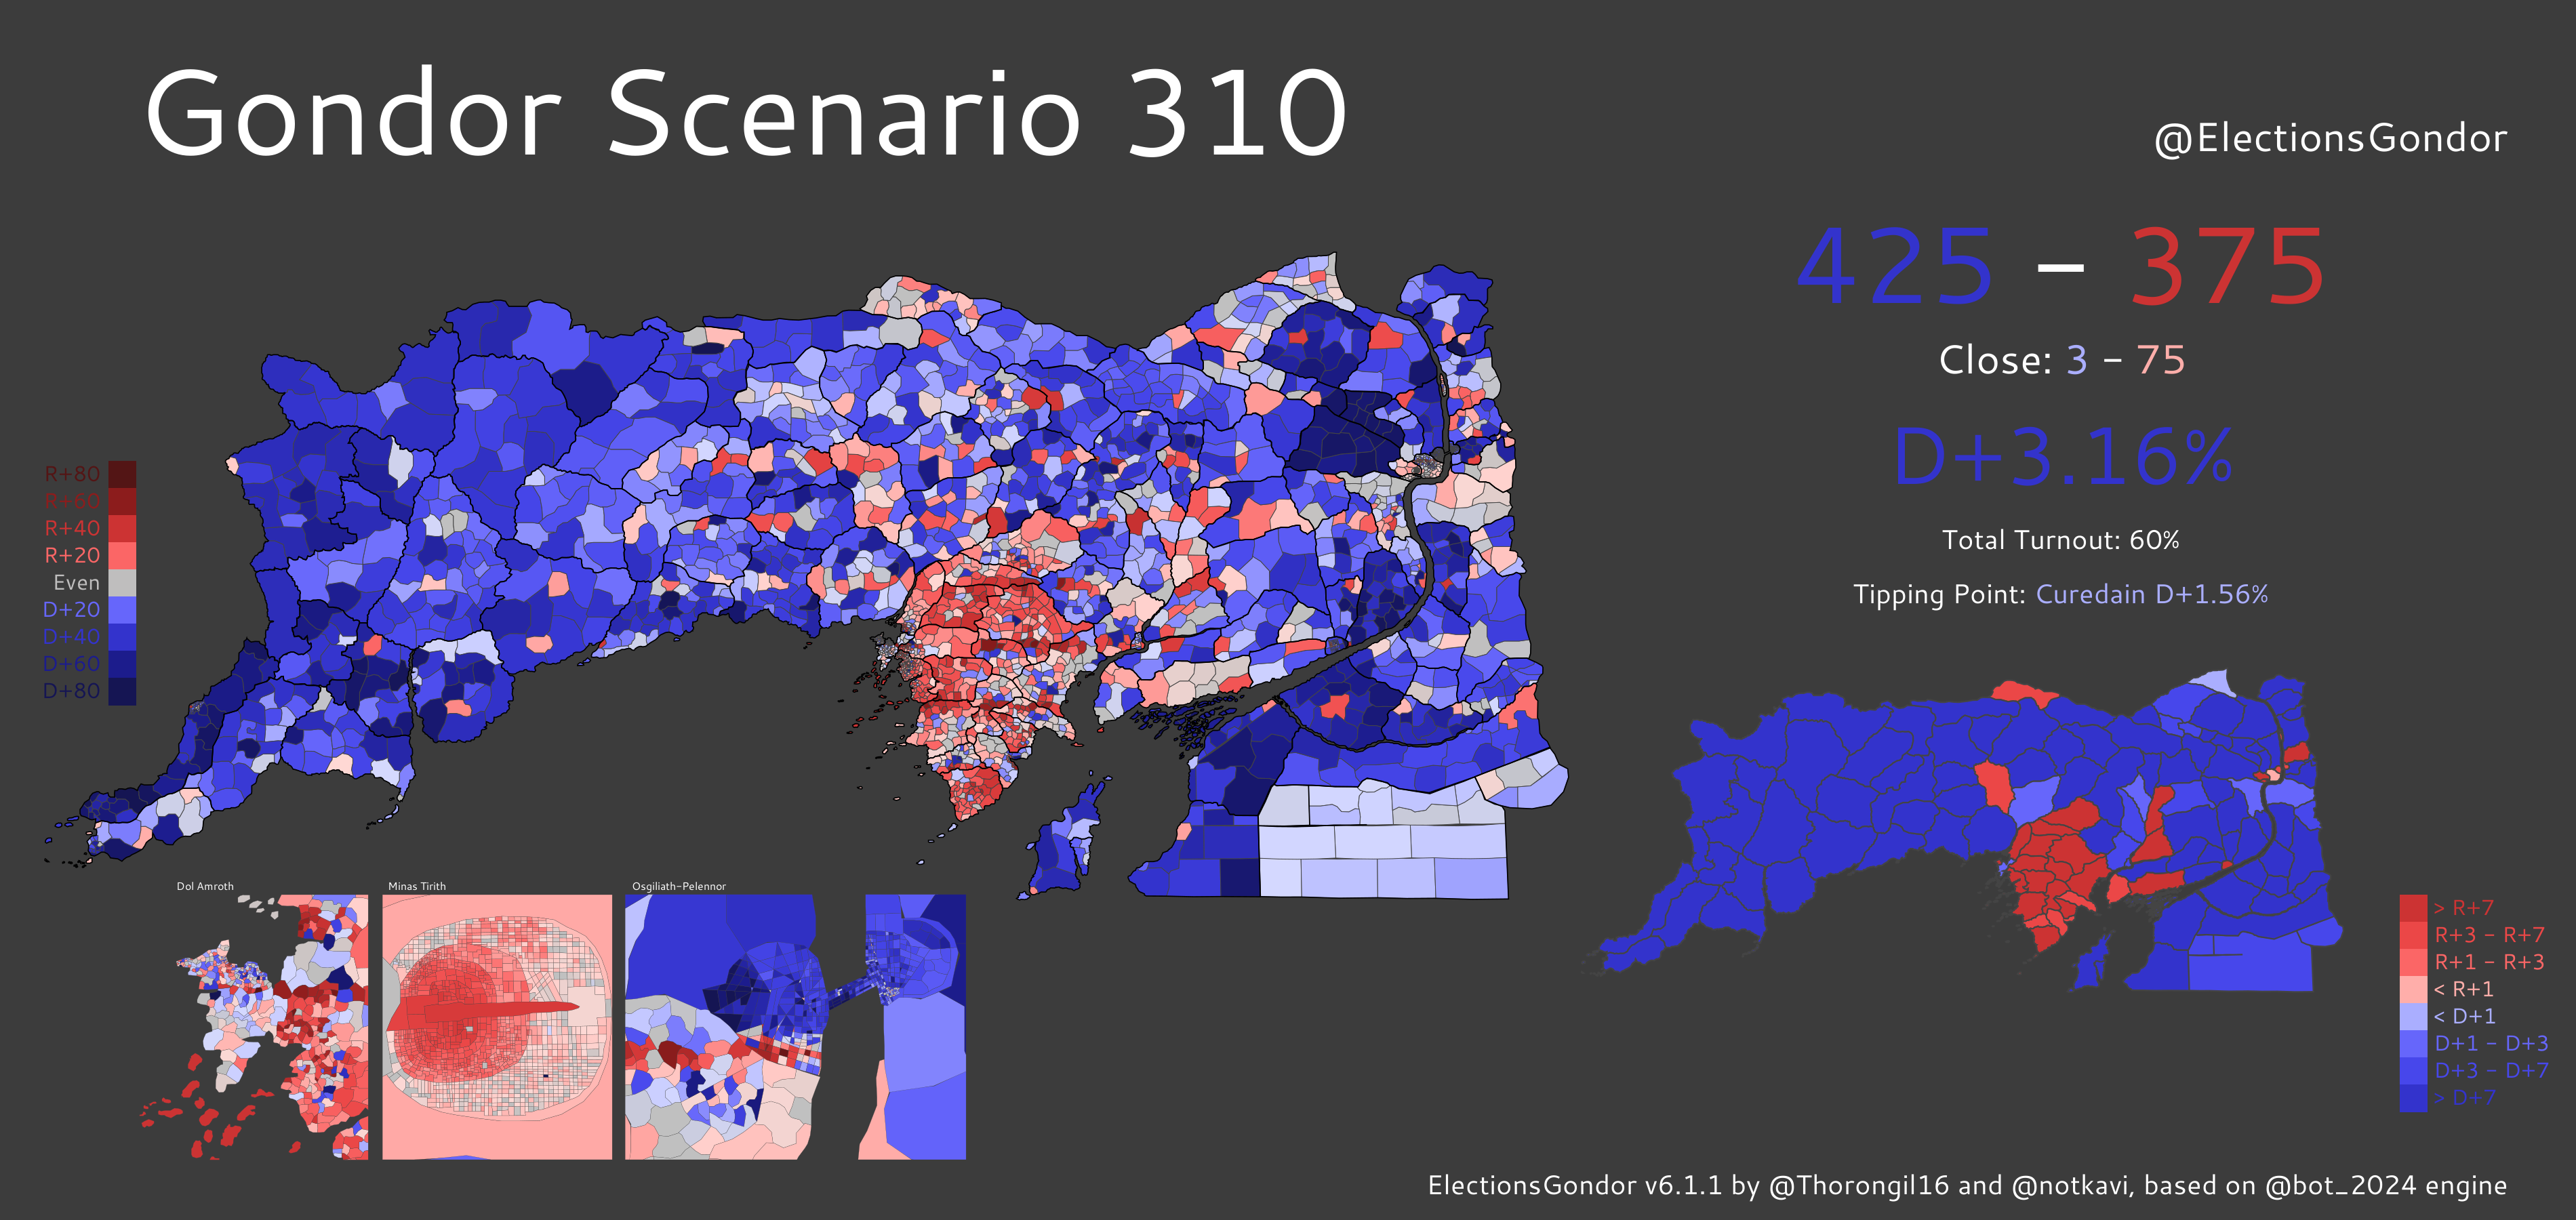 Gondor Scenario 310
@ElectionsGondor
425 – 375
Close: 3 – 75
D+3.16%
Total Turnout: 60%
Tipping Point: Curedain D+1.56%
R+80
R+60
R+40
R+20
Even
D+20
D+40
D+60
D+80
Dol Amroth
Minas Tirith
Osgiliath-Pelennor
> R+7
R+3 - R+7
R+1 - R+3
< R+1
< D+1
D+1 - D+3
D+3 - D+7
> D+7
ElectionsGondor v6.1.1 by @Thorongil16 and @notkavi, based on @bot_2024 engine